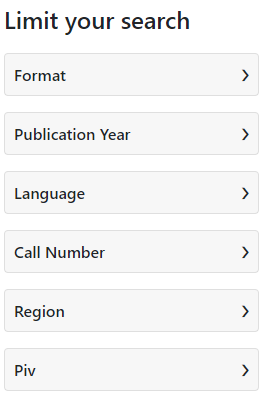 Limit your search
Format
Publication Year
Language
Call Number
Region
Piv